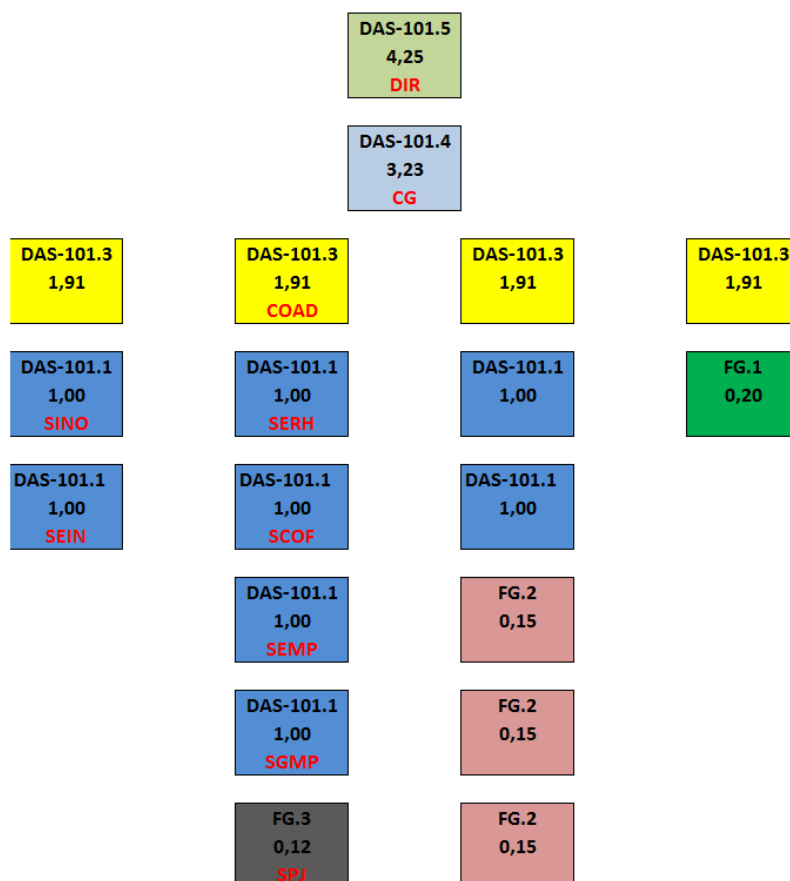 DAS-101.5
4,25
DIR
DAS-101.4
3,23
CG
DAS-101.3
1,91
DAS-101.3
1,91
COAD
DAS-101.3
1,91
DAS-101.3
1,91
DAS-101.1
1,00
SINO
DAS-101.1
1,00
SERH
DAS-101.1
1,00
FG.1
0,20
DAS-101.1
1,00
SEIN
DAS-101.1
1,00
SCOF
DAS-101.1
1,00
DAS-101.1
1,00
SEMP
FG.2
0,15
DAS-101.1
1,00
SGMP
FG.2
0,15
FG.3
0,12
SPJ
FG.2
0,15